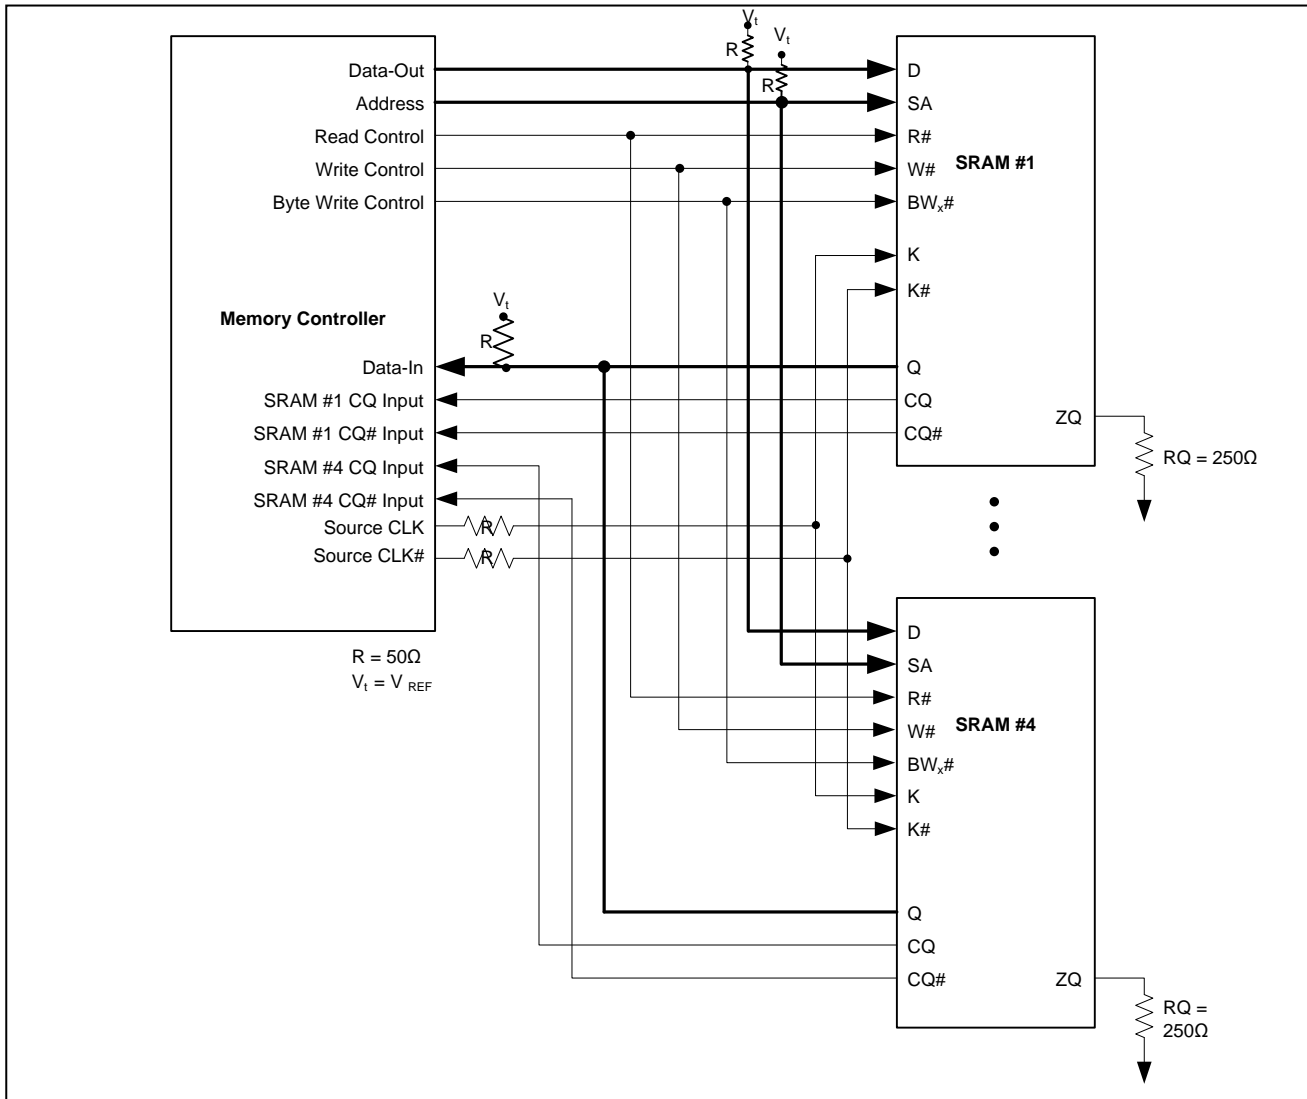 Vt
Vt
R
R
Data-Out
Address
Read Control
Write Control
Byte Write Control
Memory Controller
Vt
R
Data-In
SRAM #1 CQ Input
SRAM #1 CQ# Input
SRAM #4 CQ Input
SRAM #4 CQ# Input
Source CLK
R
Source CLK#
R
R = 50Ω
Vt = V REF
D
SA
R#
SRAM #1
W#
BWx#
K
K#
Q
CQ
ZQ
CQ#
RQ = 250Ω
D
SA
R#
SRAM #4
W#
BWx#
K
K#
Q
CQ
CQ#
ZQ
RQ =
250Ω